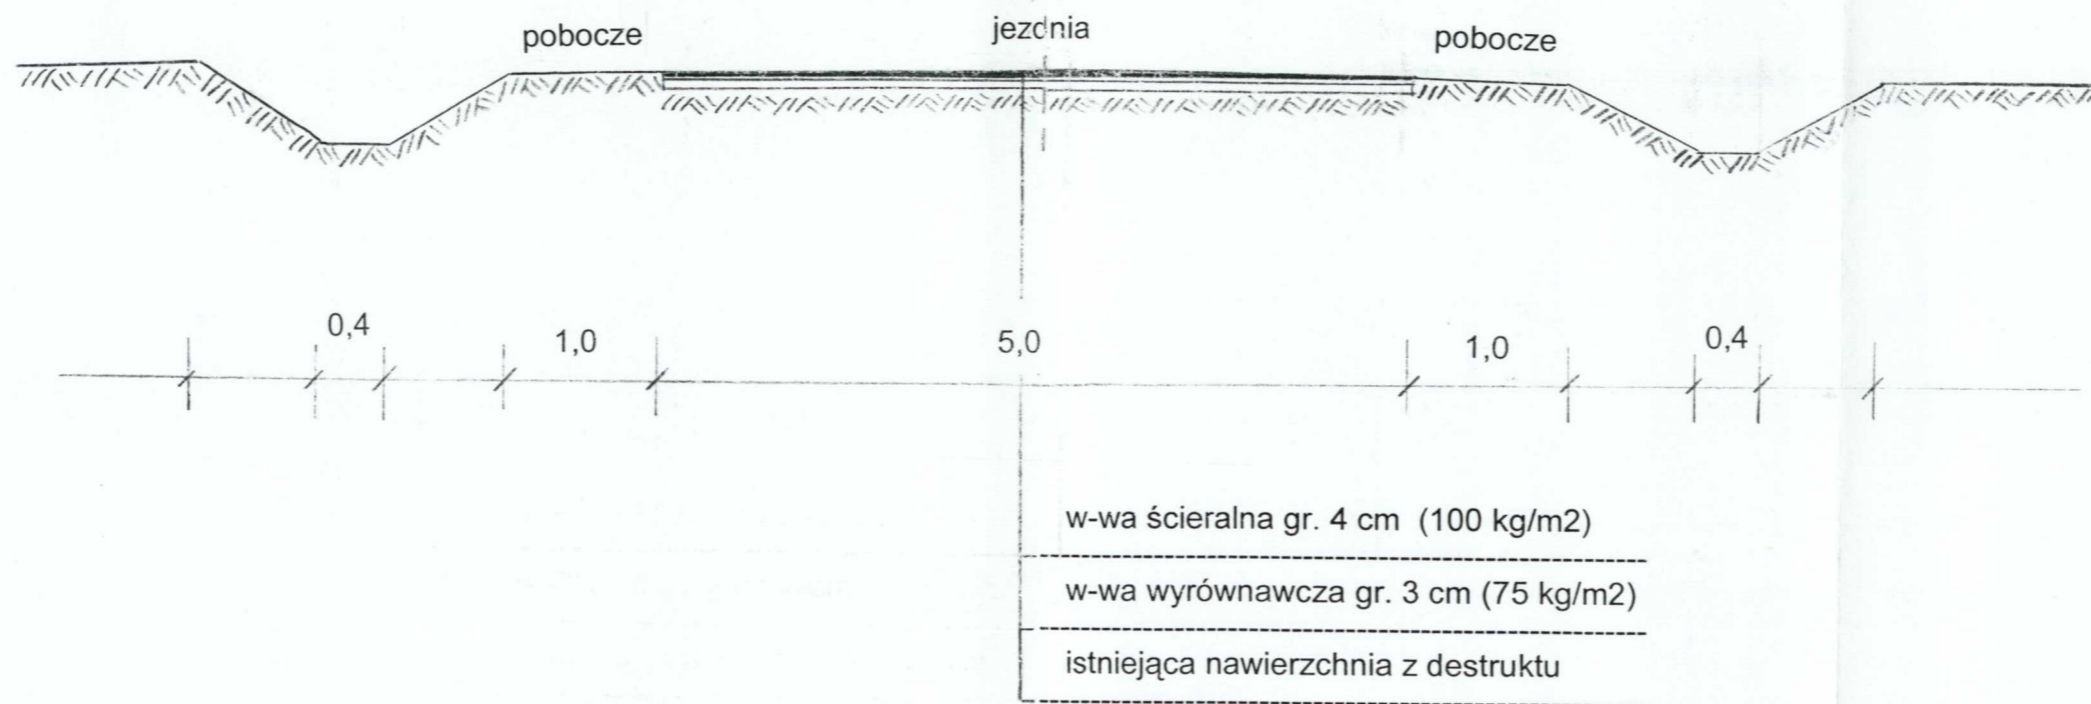 pobocze jezdnia pobocze
0,4 1,0 5,0 1,0 0,4
w-wa ścieralna gr. 4 cm (100 kg/m2)
w-wa wyrównawcza gr. 3 cm (75 kg/m2)
istniejąca nawierzchnia z destruktu